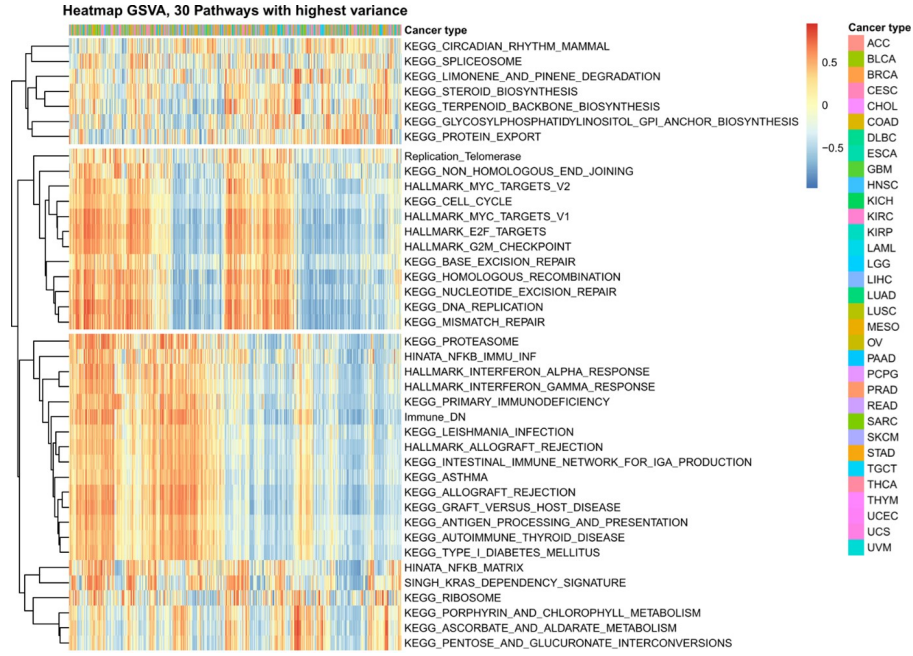 Heatmap GSVA, 30 Pathways with highest variance
Cancer type
KEGG_CIRCADIAN_RHYTHM_MAMMAL
KEGG_SPLICEOSOME
KEGG_LIMONENE_AND_PINENE_DEGRADATION
KEGG_STEROID_BIOSYNTHESIS
KEGG_TERPENOID_BACKBONE_BIOSYNTHESIS
KEGG_GLYCOSYLPHOSPHATIDYLINOSITOL_GPI_ANCHOR_BIOSYNTHESIS
KEGG_PROTEIN_EXPORT
Replication_Telomerase
KEGG_NON_HOMOLOGOUS_END_JOINING
HALLMARK_MYC_TARGETS_V2
KEGG_CELL_CYCLE
HALLMARK_MYC_TARGETS_V1
HALLMARK_E2F_TARGETS
HALLMARK_G2M_CHECKPOINT
KEGG_BASE_EXCISION_REPAIR
KEGG_HOMOLOGOUS_RECOMBINATION
KEGG_NUCLEOTIDE_EXCISION_REPAIR
KEGG_DNA_REPLICATION
KEGG_MISMATCH_REPAIR
KEGG_PROTEASOME
HINATA_NFKB_IMMU_INF
HALLMARK_INTERFERON_ALPHA_RESPONSE
HALLMARK_INTERFERON_GAMMA_RESPONSE
KEGG_PRIMARY_IMMUNODEFICIENCY
Immune_DN
KEGG_LEISHMANIA_INFECTION
HALLMARK_ALLOGRAFT_REJECTION
KEGG_INTESTINAL_IMMUNE_NETWORK_FOR_IGA_PRODUCTION
KEGG_ASTHMA
KEGG_ALLOGRAFT_REJECTION
KEGG_GRAFT_VERSUS_HOST_DISEASE
KEGG_ANTIGEN_PROCESSING_AND_PRESENTATION
KEGG_AUTOIMMUNE_THYROID_DISEASE
KEGG_TYPE_I_DIABETES_MELLITUS
HINATA_NFKB_MATRIX
SINGH_KRAS_DEPENDENCY_SIGNATURE
KEGG_RIBOSOME
KEGG_PORPHYRIN_AND_CHLOROPHYLL_METABOLISM
KEGG_ASCORBATE_AND_ALDARATE_METABOLISM
KEGG_PENTOSE_AND_GLUCURONATE_INTERCONVERSIONS
0.5
0
−0.5
Cancer type
ACC
BLCA
BRCA
CESC
CHOL
COAD
DLBC
ESCA
GBM
HNSC
KICH
KIRC
KIRP
LAML
LGG
LIHC
LUAD
LUSC
MESO
OV
PAAD
PCPG
PRAD
READ
SARC
SKCM
STAD
TGCT
THCA
THYM
UCEC
UCS
UVM